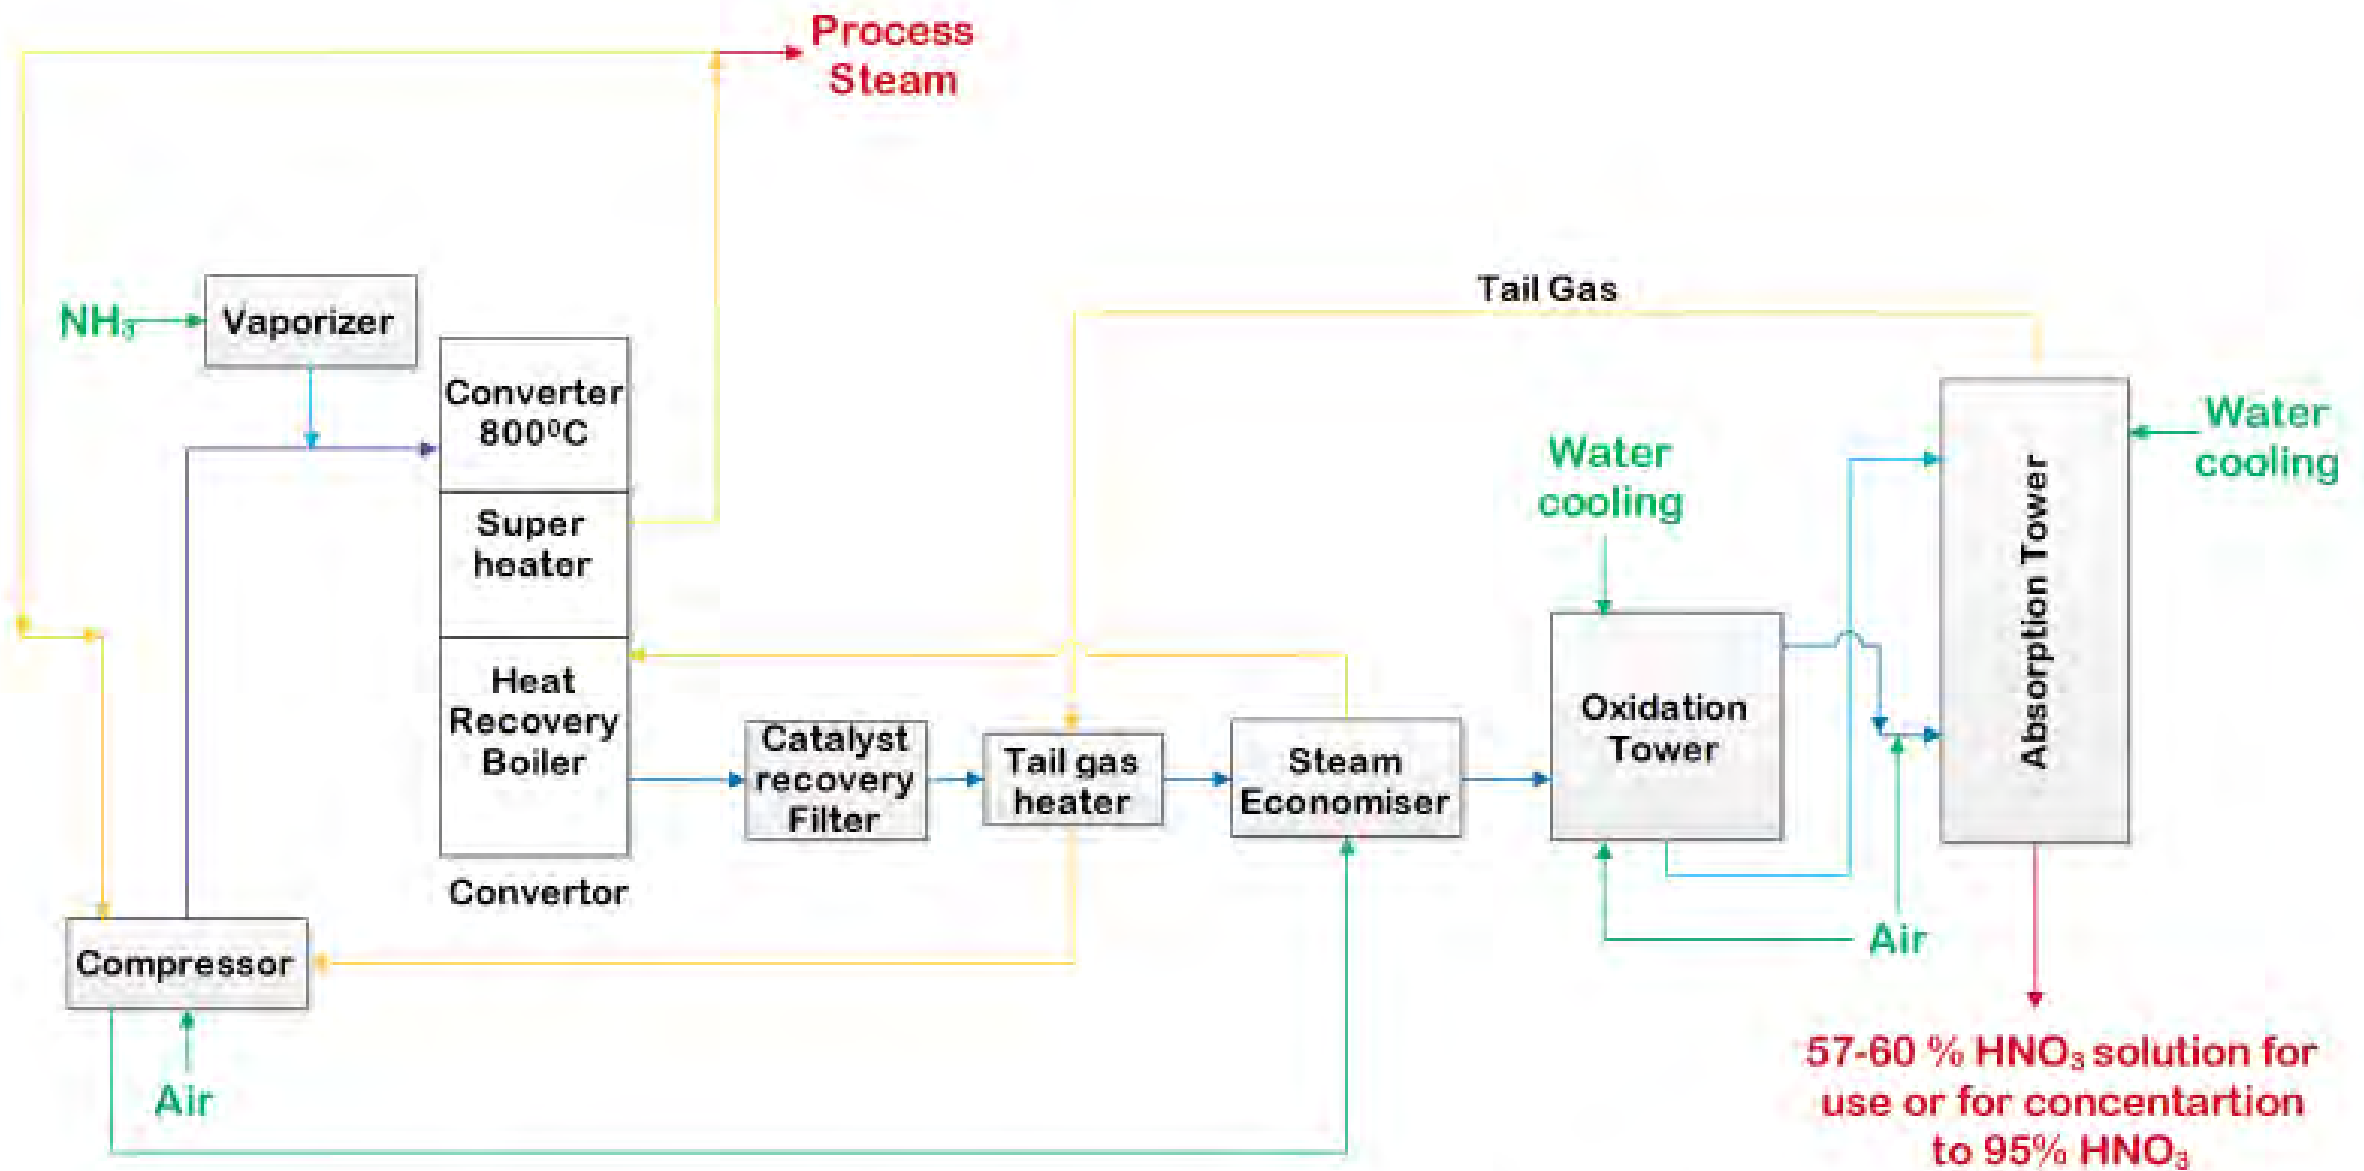 Process
Steam
Tail Gas
NH₃
Vaporizer
Converter
800⁰C
Water
cooling
Water
cooling
Super
heater
Absorption Tower
Heat
Recovery
Boiler
Catalyst
recovery
Filter
Tail gas
heater
Steam
Economiser
Oxidation
Tower
Convertor
Compressor
Air
Air
57-60 % HNO₃ solution for
use or for concentartion
to 95% HNO₃